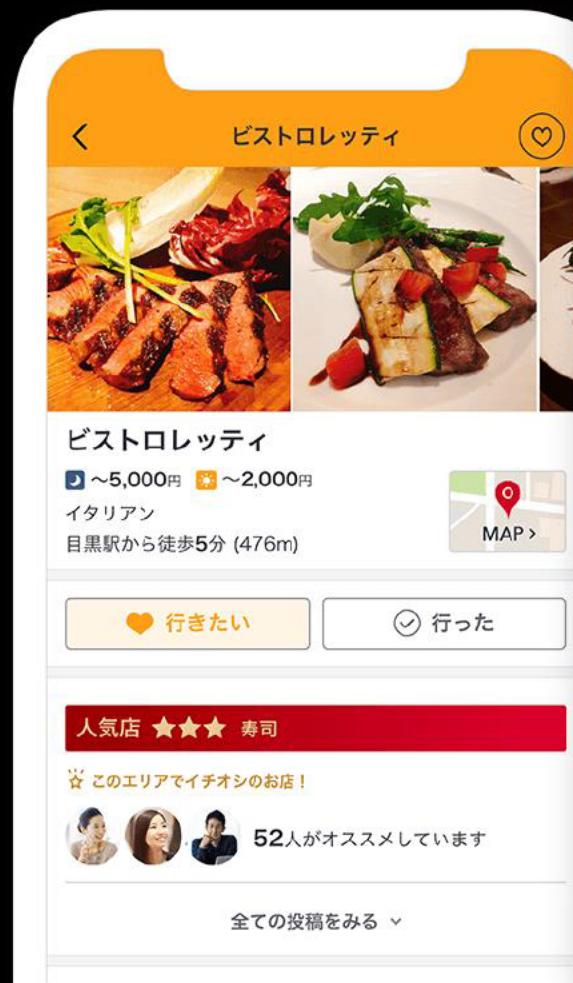 ビストロレッティ
ビストロレッティ
～5,000円 ～2,000円
イタリアン
目黒駅から徒歩5分 (476m)
MAP
行きたい
行った
人気店 ★★★ 寿司
このエリアでイチオシのお店！
52人がオススメしています
全ての投稿をみる